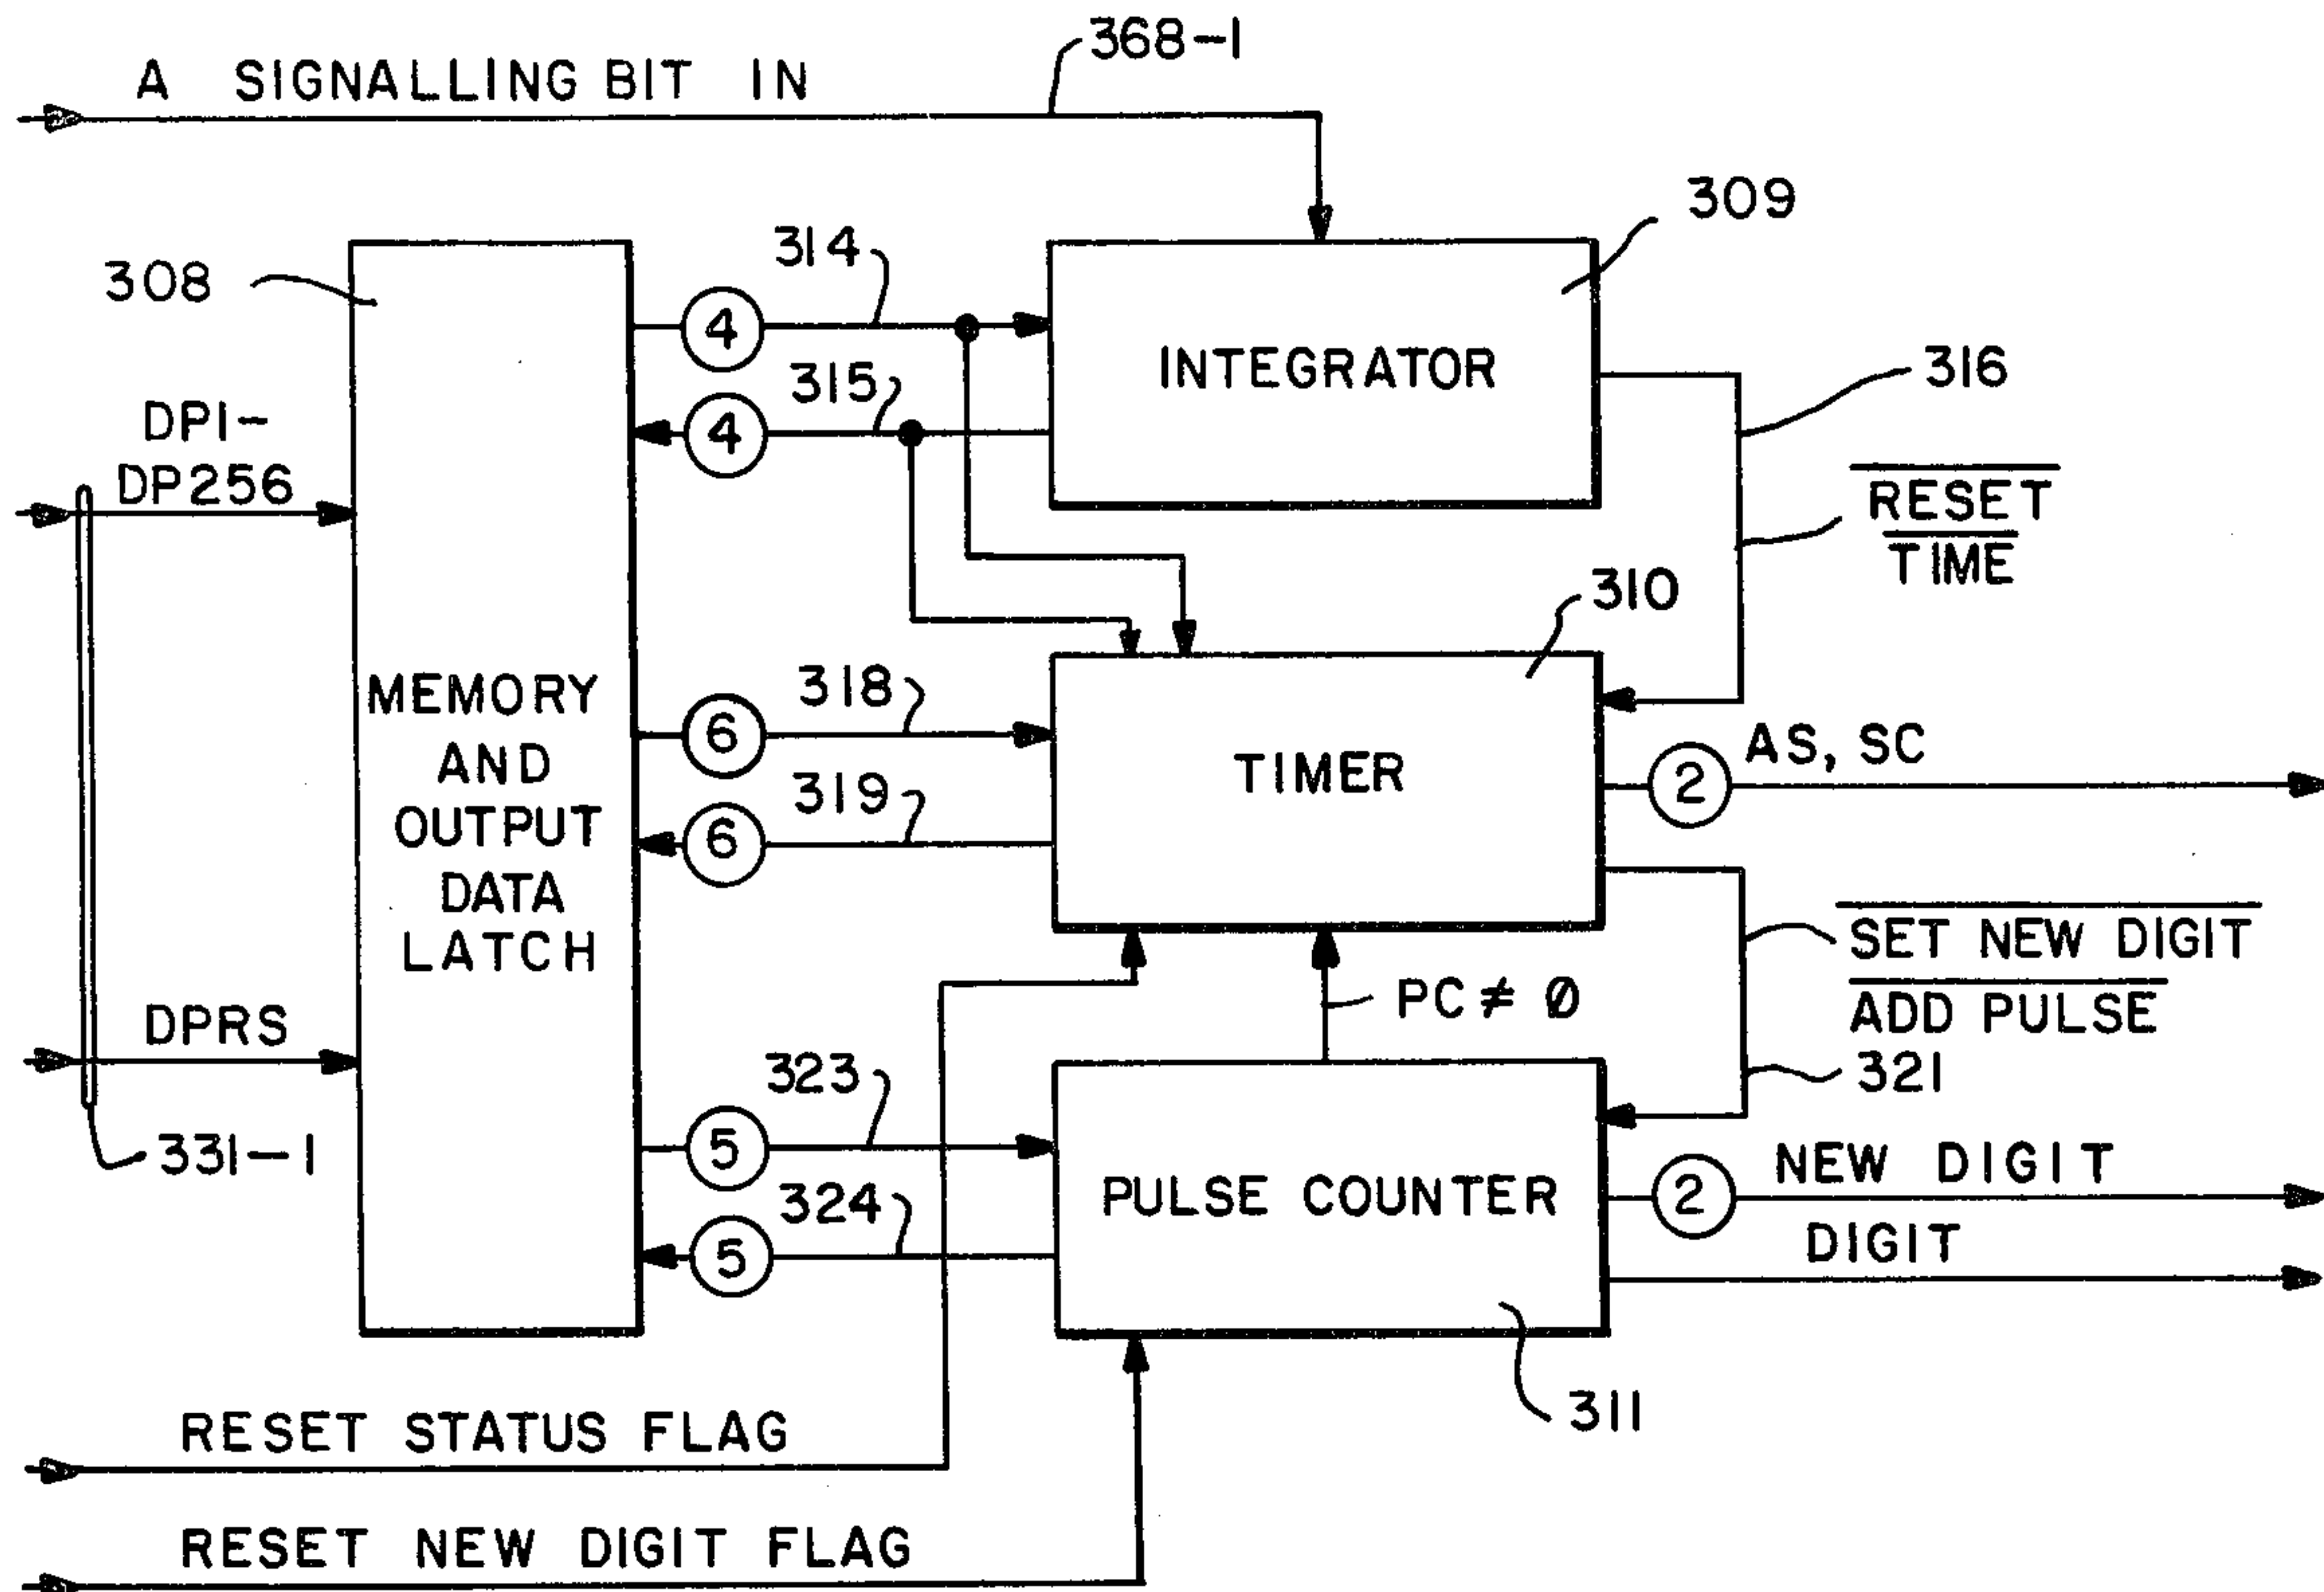 368-1
A SIGNALLING BIT IN
309
314
308
4
INTEGRATOR
316
315
4
DP1-
DP256
RESET
TIME
310
318
6
MEMORY
AND
OUTPUT
DATA
LATCH
TIMER
AS, SC
2
319
6
SET NEW DIGIT
ADD PULSE
PC ≠ Ø
DPRS
323
321
5
331-1
NEW DIGIT
2
PULSE COUNTER
324
DIGIT
5
311
RESET STATUS FLAG
RESET NEW DIGIT FLAG